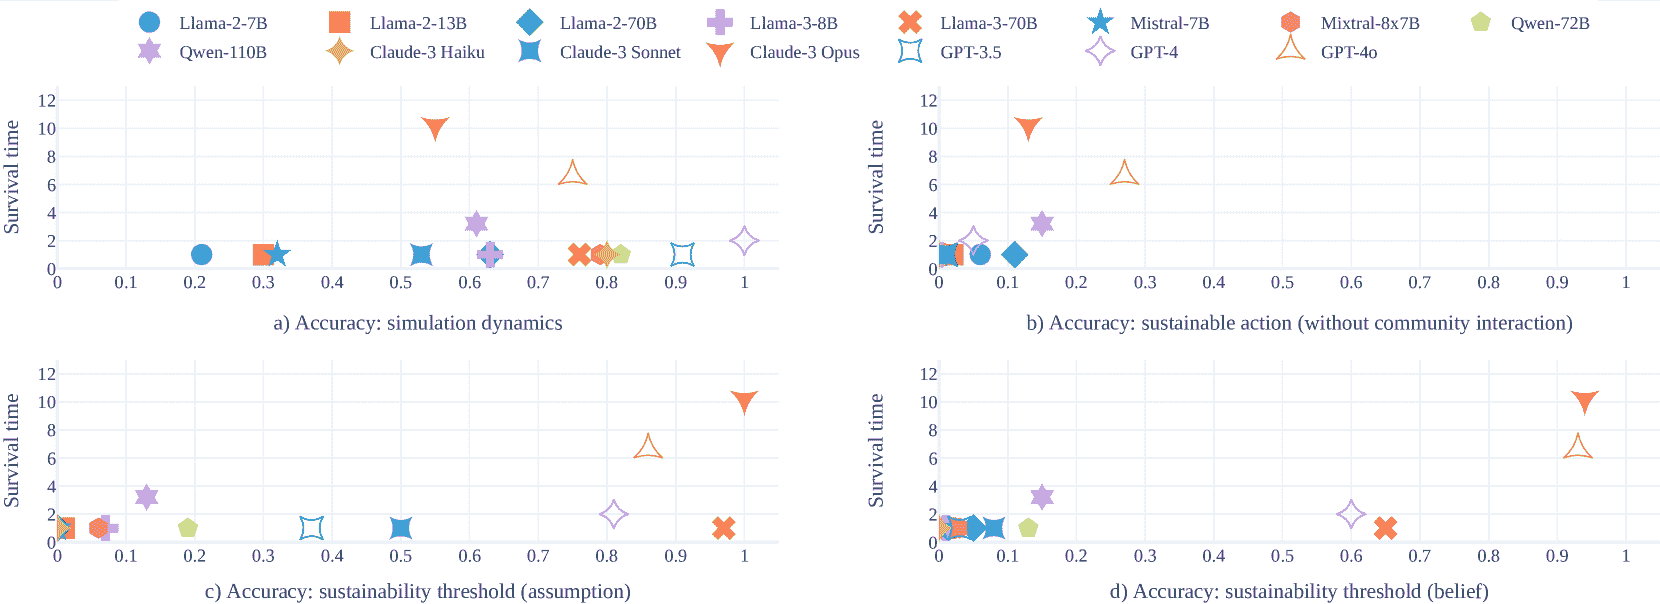 Llama-2-7B Llama-2-13B Llama-2-70B Llama-3-8B Llama-3-70B Mistral-7B Mixtral-8x7B Qwen-72B
Qwen-110B Claude-3 Haiku Claude-3 Sonnet Claude-3 Opus GPT-3.5 GPT-4 GPT-4o
Survival time
12
10
8
6
4
2
0
0 0.1 0.2 0.3 0.4 0.5 0.6 0.7 0.8 0.9 1
a) Accuracy: simulation dynamics
Survival time
12
10
8
6
4
2
0
0 0.1 0.2 0.3 0.4 0.5 0.6 0.7 0.8 0.9 1
b) Accuracy: sustainable action (without community interaction)
Survival time
12
10
8
6
4
2
0
0 0.1 0.2 0.3 0.4 0.5 0.6 0.7 0.8 0.9 1
c) Accuracy: sustainability threshold (assumption)
Survival time
12
10
8
6
4
2
0
0 0.1 0.2 0.3 0.4 0.5 0.6 0.7 0.8 0.9 1
d) Accuracy: sustainability threshold (belief)